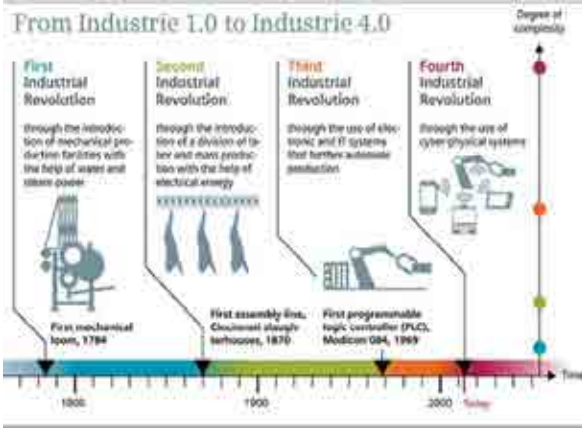 From Industrie 1.0 to Industrie 4.0
Degree of
complexity
First
Industrial
Revolution
through the introduc-
tion of mechanical pro-
duction facilities with
the help of water and
steam power
Second
Industrial
Revolution
through the introduc-
tion of a division of la-
bor and mass produc-
tion with the help of
electrical energy
Third
Industrial
Revolution
through the use of elec-
tronic and IT systems
that further automate
production
Fourth
Industrial
Revolution
through the use of
cyber-physical systems
First mechanical
loom, 1784
First assembly line,
Cincinnati slaugh-
terhouses, 1870
First programmable
logic controller (PLC),
Modicon 084, 1969
Time
1800
1900
2000
Today